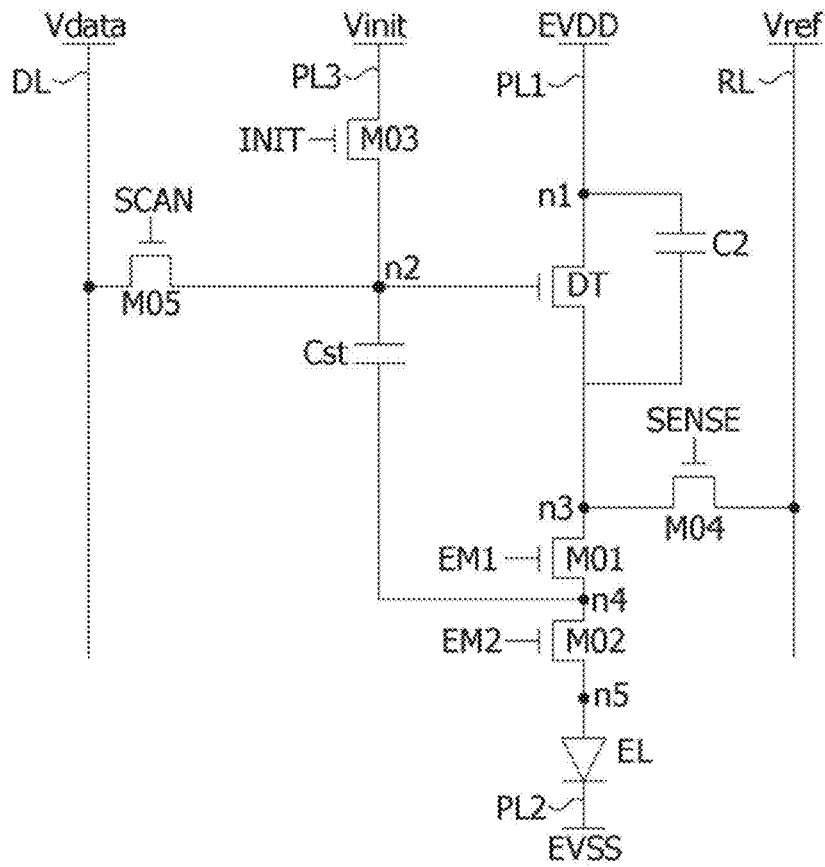 Vdata Vinit EVDD Vref
DL PL3 PL1 RL
INIT M03
n1
SCAN
C2
n2
DT
M05
Cst
SENSE
n3
M04
EM1 M01
n4
EM2 M02
n5
EL
PL2
EVSS